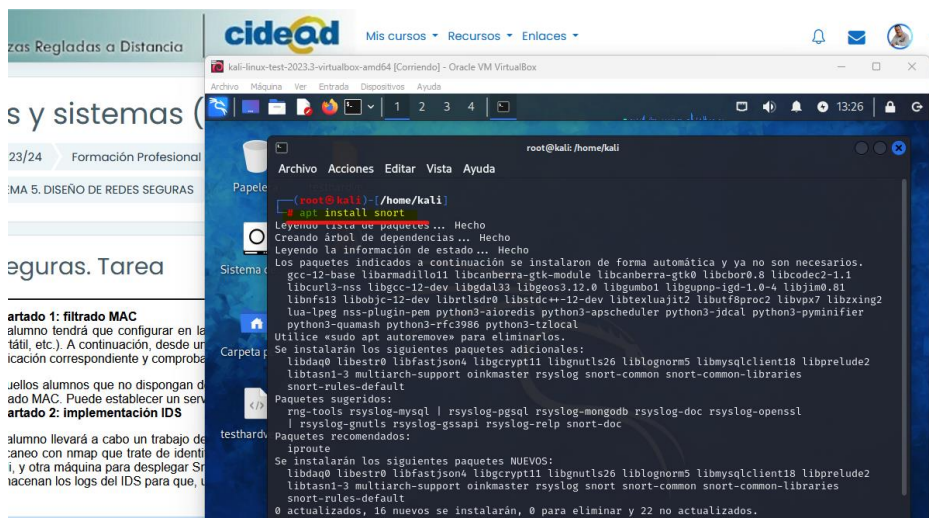 zas Regladas a Distancia
cidead
Mis cursos
Recursos
Enlaces
kali-linux-test-2023.3-virtualbox-amd64 [Corriendo] - Oracle VM VirtualBox
Archivo Máquina Ver Entrada Dispositivos Ayuda
1 2 3 4
13:26
s y sistemas (
23/24
Formación Profesional
EMA 5. DISEÑO DE REDES SEGURAS
eguras. Tarea
artado 1: filtrado MAC
alumno tendrá que configurar en la
tátil, etc.). A continuación, desde un
icación correspondiente y comproba
uellos alumnos que no dispongan d
ado MAC. Puede establecer un serv
artado 2: implementación IDS
alumno llevará a cabo un trabajo de
caneo con nmap que trate de identi
i, y otra máquina para desplegar Sr
nacenan los logs del IDS para que, u
Papele
Sistema
Carpeta p
testhardw
root@kali: /home/kali
Archivo Acciones Editar Vista Ayuda
(root㉿kali)-[/home/kali]
# apt install snort
Leyendo lista de paquetes... Hecho
Creando árbol de dependencias... Hecho
Leyendo la información de estado... Hecho
Los paquetes indicados a continuación se instalaron de forma automática y ya no son necesarios.
gcc-12-base libarmadillo11 libcanberra-gtk-module libcanberra-gtk0 libcbor0.8 libcodec2-1.1
libcurl3-nss libgcc-12-dev libgdal33 libgeos3.12.0 libgumbo1 libgupnp-igd-1.0-4 libjim0.81
libnfs13 libobjc-12-dev librtlsdr0 libstdc++-12-dev libtexluajit2 libutf8proc2 libvpx7 libzxing2
lua-lpeg nss-plugin-pem python3-aioredis python3-apscheduler python3-jdcal python3-pyminifier
python3-quamash python3-rfc3986 python3-tzlocal
Utilice «sudo apt autoremove» para eliminarlos.
Se instalarán los siguientes paquetes adicionales:
libdaq0 libestr0 libfastjson4 libgcrypt11 libgnutls26 liblognorm5 libmysqlclient18 libprelude2
libtasn1-3 multiarch-support oinkmaster rsyslog snort-common snort-common-libraries
snort-rules-default
Paquetes sugeridos:
rng-tools rsyslog-mysql | rsyslog-pgsql rsyslog-mongodb rsyslog-doc rsyslog-openssl
| rsyslog-gnutls rsyslog-gssapi rsyslog-relp snort-doc
Paquetes recomendados:
iproute
Se instalarán los siguientes paquetes NUEVOS:
libdaq0 libestr0 libfastjson4 libgcrypt11 libgnutls26 liblognorm5 libmysqlclient18 libprelude2
libtasn1-3 multiarch-support oinkmaster rsyslog snort snort-common snort-common-libraries
snort-rules-default
0 actualizados, 16 nuevos se instalarán, 0 para eliminar y 22 no actualizados.